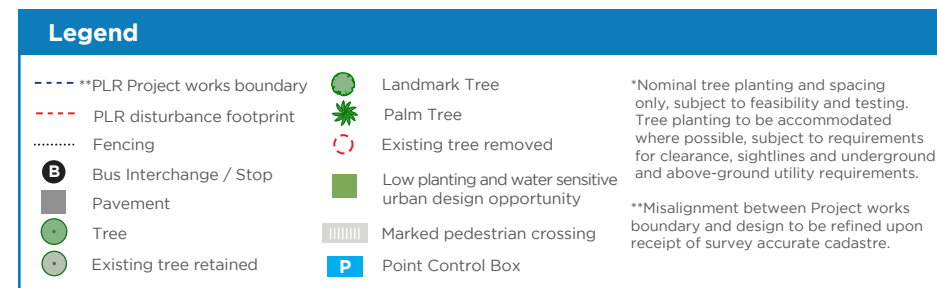 Legend
**PLR Project works boundary
PLR disturbance footprint
Fencing
B Bus Interchange / Stop
Pavement
Tree
Existing tree retained
Landmark Tree
Palm Tree
Existing tree removed
Low planting and water sensitive
urban design opportunity
Marked pedestrian crossing
P Point Control Box
*Nominal tree planting and spacing
only, subject to feasibility and testing.
Tree planting to be accommodated
where possible, subject to requirements
for clearance, sightlines and underground
and above-ground utility requirements.
**Misalignment between Project works
boundary and design to be refined upon
receipt of survey accurate cadastre.